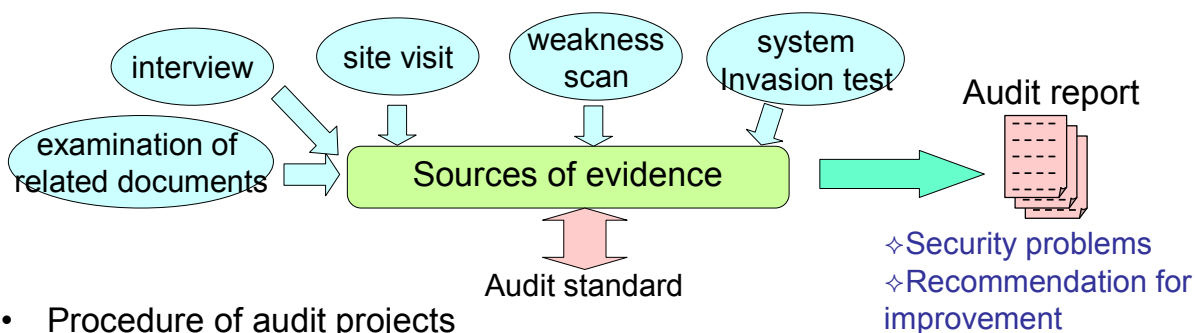 interview
site visit
weakness
scan
system
Invasion test
examination of
related documents
Sources of evidence
Audit report
Audit standard
✧Security problems
✧Recommendation for
improvement
• Procedure of audit projects